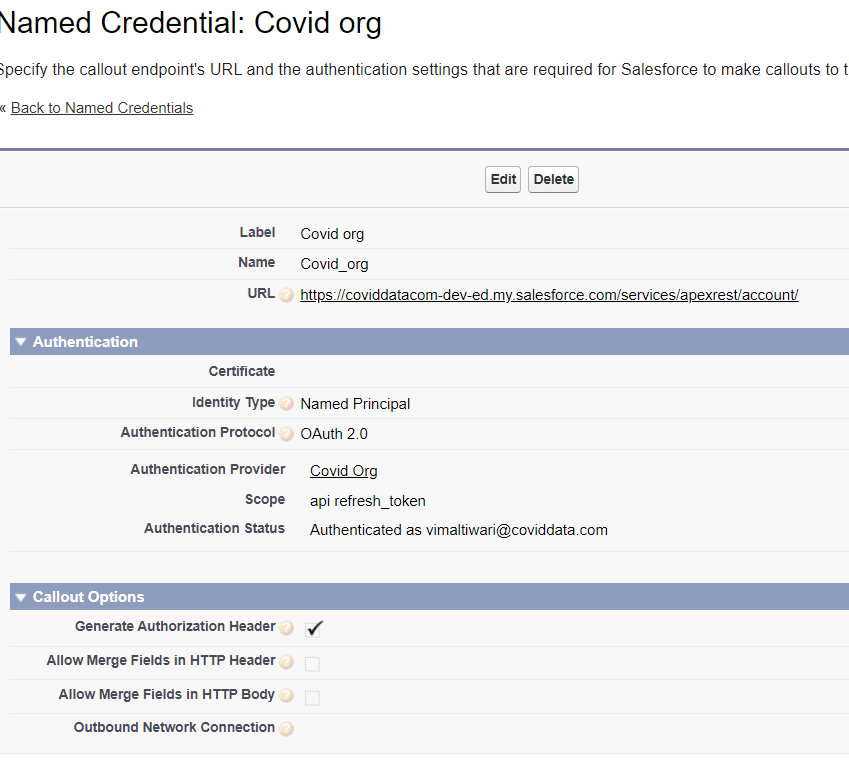 Named Credential: Covid org
Specify the callout endpoint's URL and the authentication settings that are required for Salesforce to make callouts to t
« Back to Named Credentials
Edit Delete
Label Covid org
Name Covid_org
URL ? https://coviddatacom-dev-ed.my.salesforce.com/services/apexrest/account/
Authentication
Certificate
Identity Type ? Named Principal
Authentication Protocol ? OAuth 2.0
Authentication Provider Covid Org
Scope api refresh_token
Authentication Status Authenticated as vimaltiwari@coviddata.com
Callout Options
Generate Authorization Header ?
Allow Merge Fields in HTTP Header ?
Allow Merge Fields in HTTP Body ?
Outbound Network Connection ?